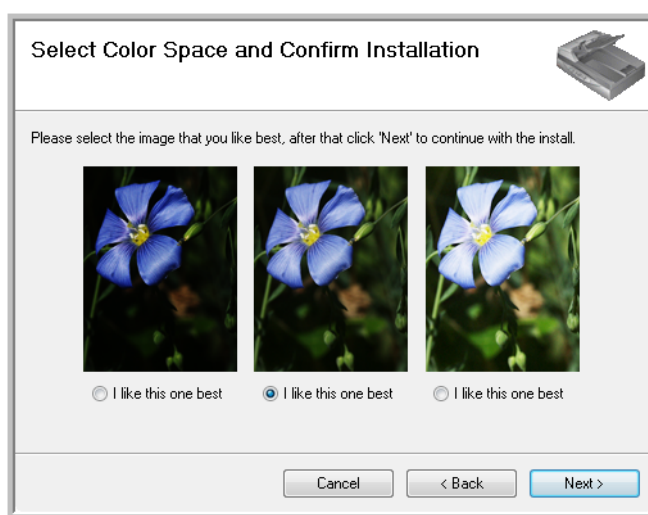 Select Color Space and Confirm Installation
Please select the image that you like best, after that click 'Next' to continue with the install.
I like this one best
I like this one best
I like this one best
Cancel
< Back
Next >